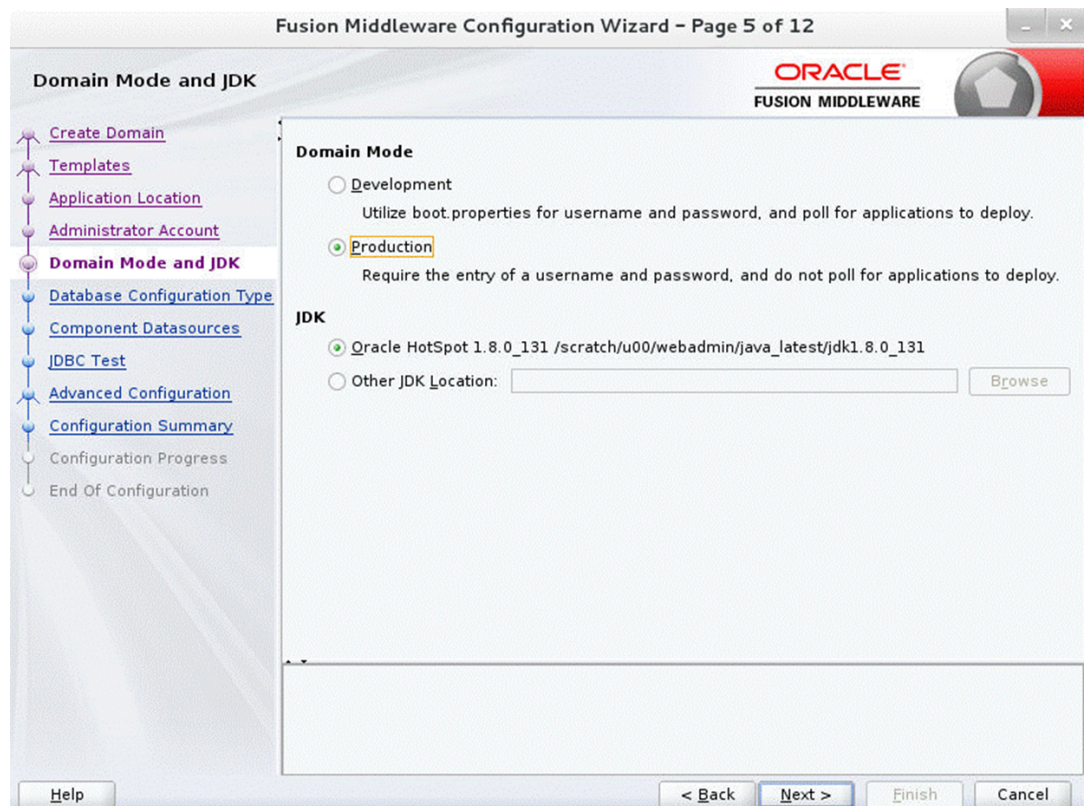 Fusion Middleware Configuration Wizard – Page 5 of 12
Domain Mode and JDK
ORACLE
FUSION MIDDLEWARE
Create Domain
Templates
Application Location
Administrator Account
Domain Mode and JDK
Database Configuration Type
Component Datasources
JDBC Test
Advanced Configuration
Configuration Summary
Configuration Progress
End Of Configuration
Domain Mode
Development
Utilize boot.properties for username and password, and poll for applications to deploy.
Production
Require the entry of a username and password, and do not poll for applications to deploy.
JDK
Oracle HotSpot 1.8.0_131 /scratch/u00/webadmin/java_latest/jdk1.8.0_131
Other JDK Location:
Browse
Help
< Back
Next >
Finish
Cancel